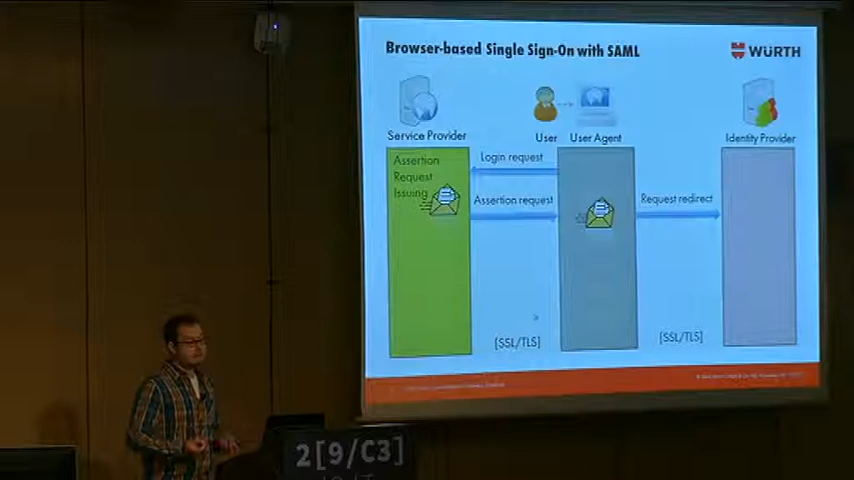 Browser-based Single Sign-On with SAML
WÜRTH
Service Provider
User
User Agent
Identity Provider
Assertion
Request
Issuing
Login request
Assertion request
Request redirect
[SSL/TLS]
[SSL/TLS]
2[9/C3]